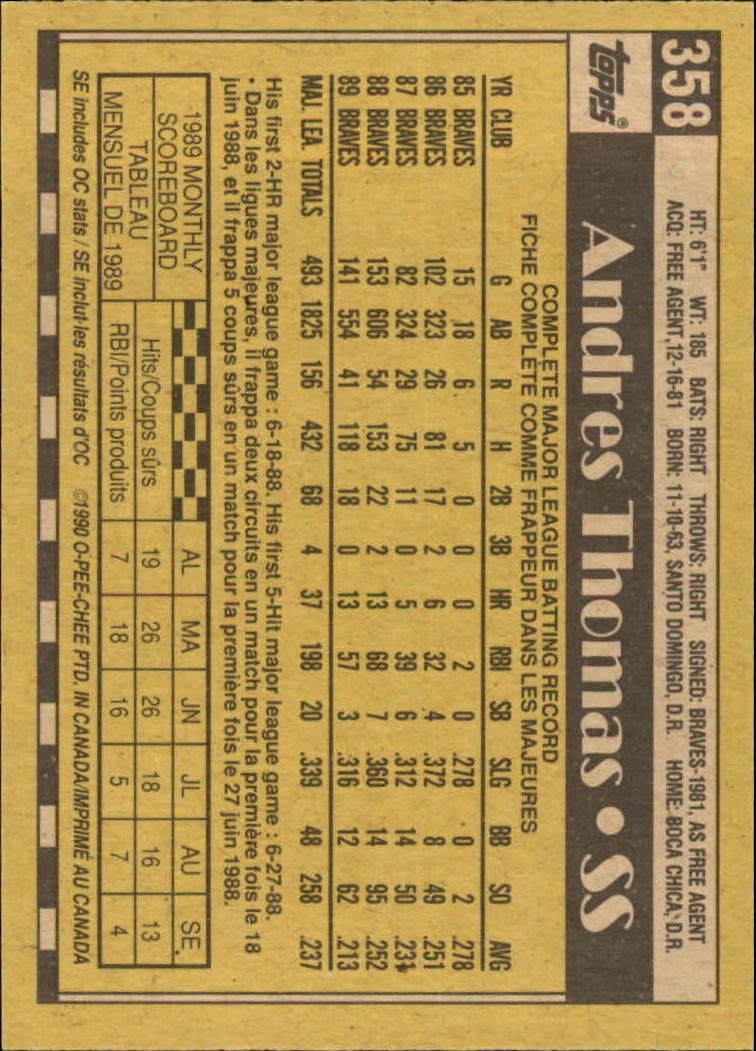 358
HT: 6'1" WT: 185 BATS: RIGHT THROWS: RIGHT SIGNED: BRAVES-1981, AS FREE AGENT
ACQ: FREE AGENT, 12-16-81 BORN: 11-10-63, SANTO DOMINGO, D.R. HOME: BOCA CHICA, D.R.
topps®
Andres Thomas • SS
COMPLETE MAJOR LEAGUE BATTING RECORD
FICHE COMPLETE COMME FRAPPEUR DANS LES MAJEURES
YR CLUB G AB R H 2B 3B HR RBI SB SLG BB SO AVG
85 BRAVES 15 18 6 5 0 0 0 2 0 .278 0 2 .278
86 BRAVES 102 323 26 81 17 2 6 32 4 .372 8 49 .251
87 BRAVES 82 324 29 75 11 0 5 39 6 .312 14 50 .231
88 BRAVES 153 606 54 153 22 2 13 68 7 .360 14 95 .252
89 BRAVES 141 554 41 118 18 0 13 57 3 .316 12 62 .213
MAJ. LEA. TOTALS 493 1825 156 432 68 4 37 198 20 .339 48 258 .237
His first 2-HR major league game : 6-18-88. His first 5-Hit major league game : 6-27-88.
• Dans les ligues majeures, il frappa deux circuits en un match pour la première fois le 18
juin 1988, et il frappa 5 coups sûrs en un match pour la première fois le 27 juin 1988.
1989 MONTHLY SCOREBOARD AL MA JN JL AU SE
TABLEAU Hits/Coups sûrs 19 26 26 18 16 13
MENSUEL DE 1989 RBI/Points produits 7 18 16 5 7 4
SE includes OC stats / SE inclut les résultats d'OC ©1990 O-PEE-CHEE PTD. IN CANADA/IMPRIMÉ AU CANADA